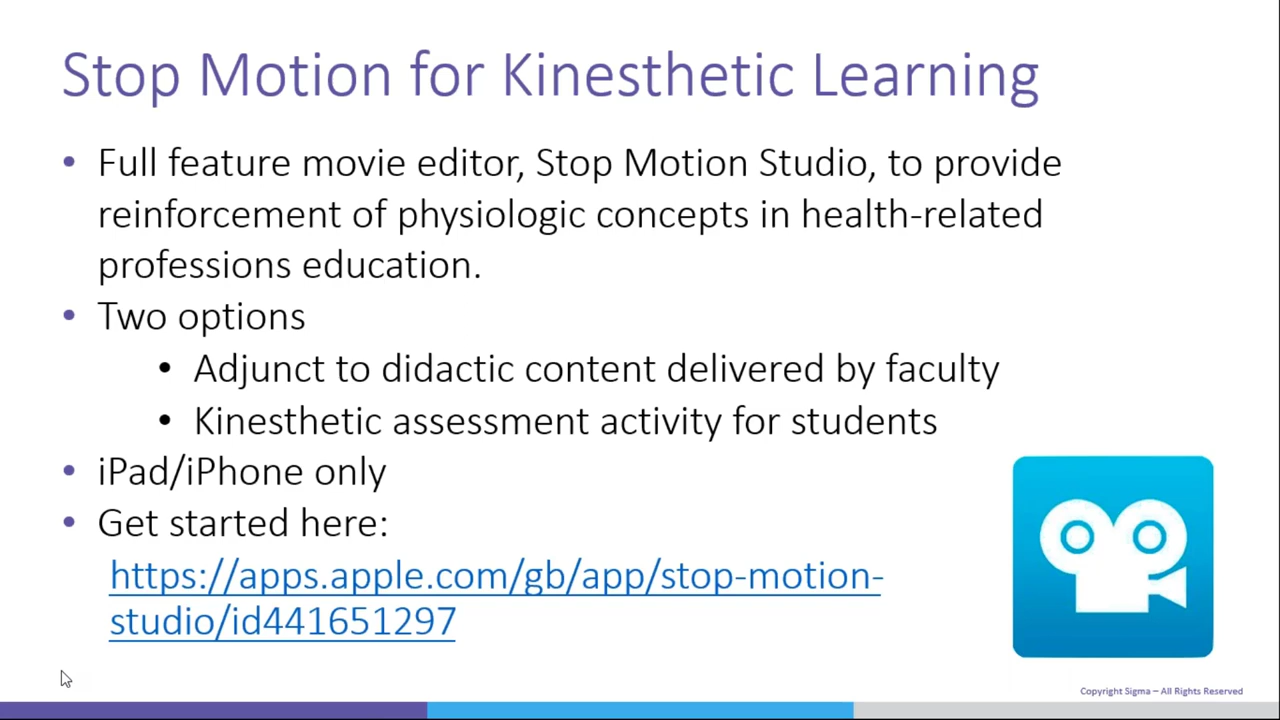 Stop Motion for Kinesthetic Learning
• Full feature movie editor, Stop Motion Studio, to provide
reinforcement of physiologic concepts in health-related
professions education.
• Two options
• Adjunct to didactic content delivered by faculty
• Kinesthetic assessment activity for students
• iPad/iPhone only
• Get started here:
https://apps.apple.com/gb/app/stop-motion-
studio/id441651297
Copyright Sigma – All Rights Reserved